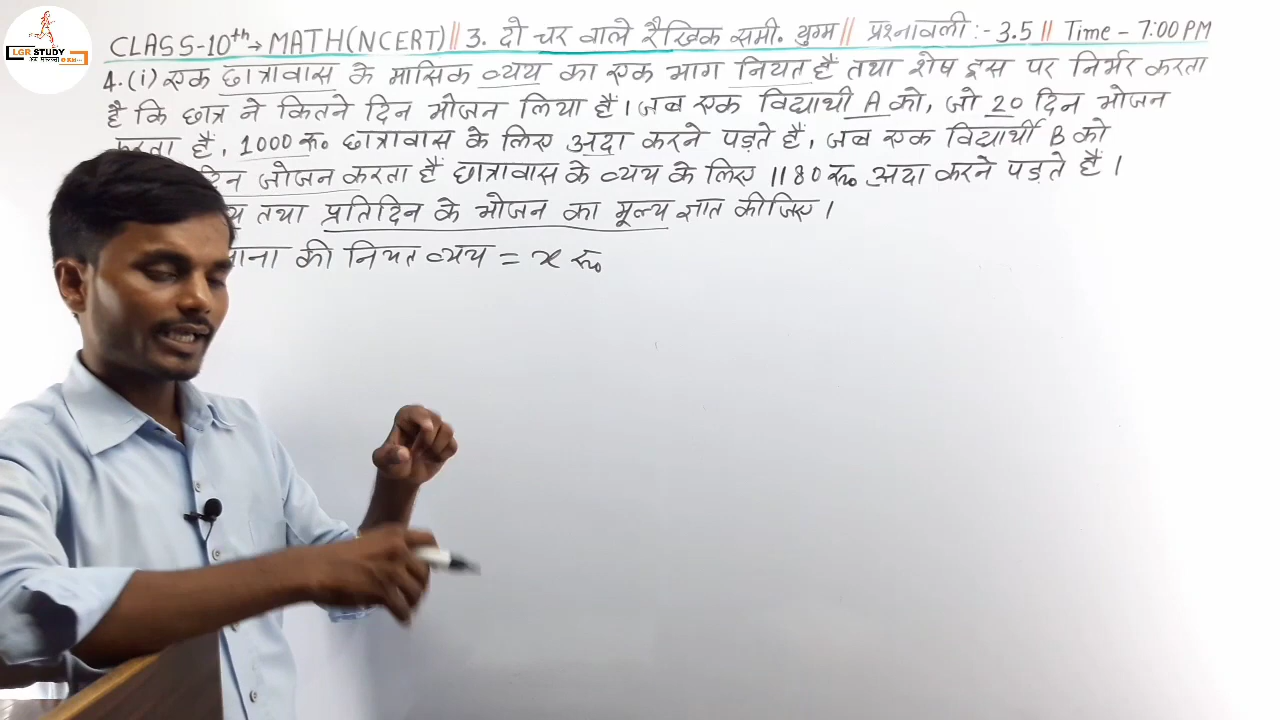 LGR STUDY
CLASS-10th → MATH(NCERT) || 3. दो चर वाले रैखिक समी. युग्म || प्रश्नावली :- 3.5 || Time - 7:00 PM
4.(i) एक छात्रावास के मासिक व्यय का एक भाग नियत हैं तथा शेष इस पर निर्भर करता
है कि छात्र ने कितने दिन भोजन लिया हैं। जब एक विद्यार्थी A को, जो 20 दिन भोजन
करता हैं, 1000 रु० छात्रावास के लिए अदा करने पड़ते हैं, जब एक विद्यार्थी B को
दिन भोजन करता हैं छात्रावास के व्यय के लिए 1180 रु० अदा करने पड़ते हैं।
तथा प्रतिदिन के भोजन का मूल्य ज्ञात कीजिए।
माना की नियत व्यय = x रु०